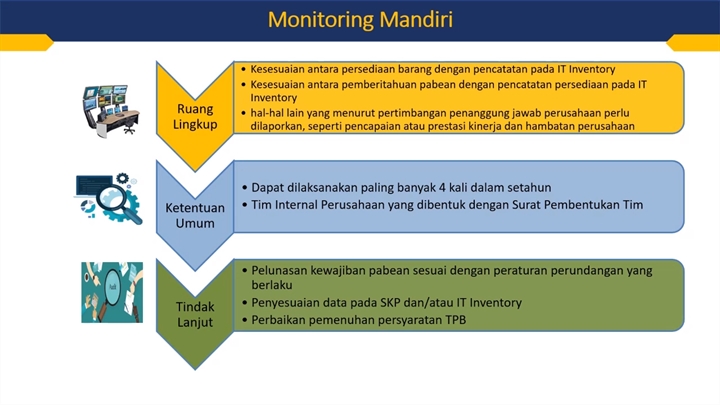 Monitoring Mandiri
Ruang
Lingkup
• Kesesuaian antara persediaan barang dengan pencatatan pada IT Inventory
• Kesesuaian antara pemberitahuan pabean dengan pencatatan persediaan pada IT
Inventory
• hal-hal lain yang menurut pertimbangan penanggung jawab perusahaan perlu
dilaporkan, seperti pencapaian atau prestasi kinerja dan hambatan perusahaan
Ketentuan
Umum
• Dapat dilaksanakan paling banyak 4 kali dalam setahun
• Tim Internal Perusahaan yang dibentuk dengan Surat Pembentukan Tim
Tindak
Lanjut
• Pelunasan kewajiban pabean sesuai dengan peraturan perundangan yang
berlaku
• Penyesuaian data pada SKP dan/atau IT Inventory
• Perbaikan pemenuhan persyaratan TPB